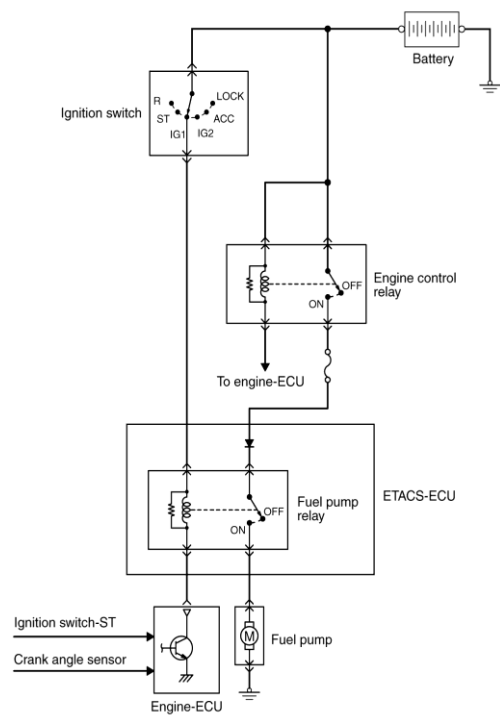 Battery
Ignition switch
R
LOCK
ST
ACC
IG1
IG2
Engine control
relay
OFF
ON
To engine-ECU
ETACS-ECU
Fuel pump
relay
OFF
ON
Ignition switch-ST
Crank angle sensor
M
Fuel pump
Engine-ECU